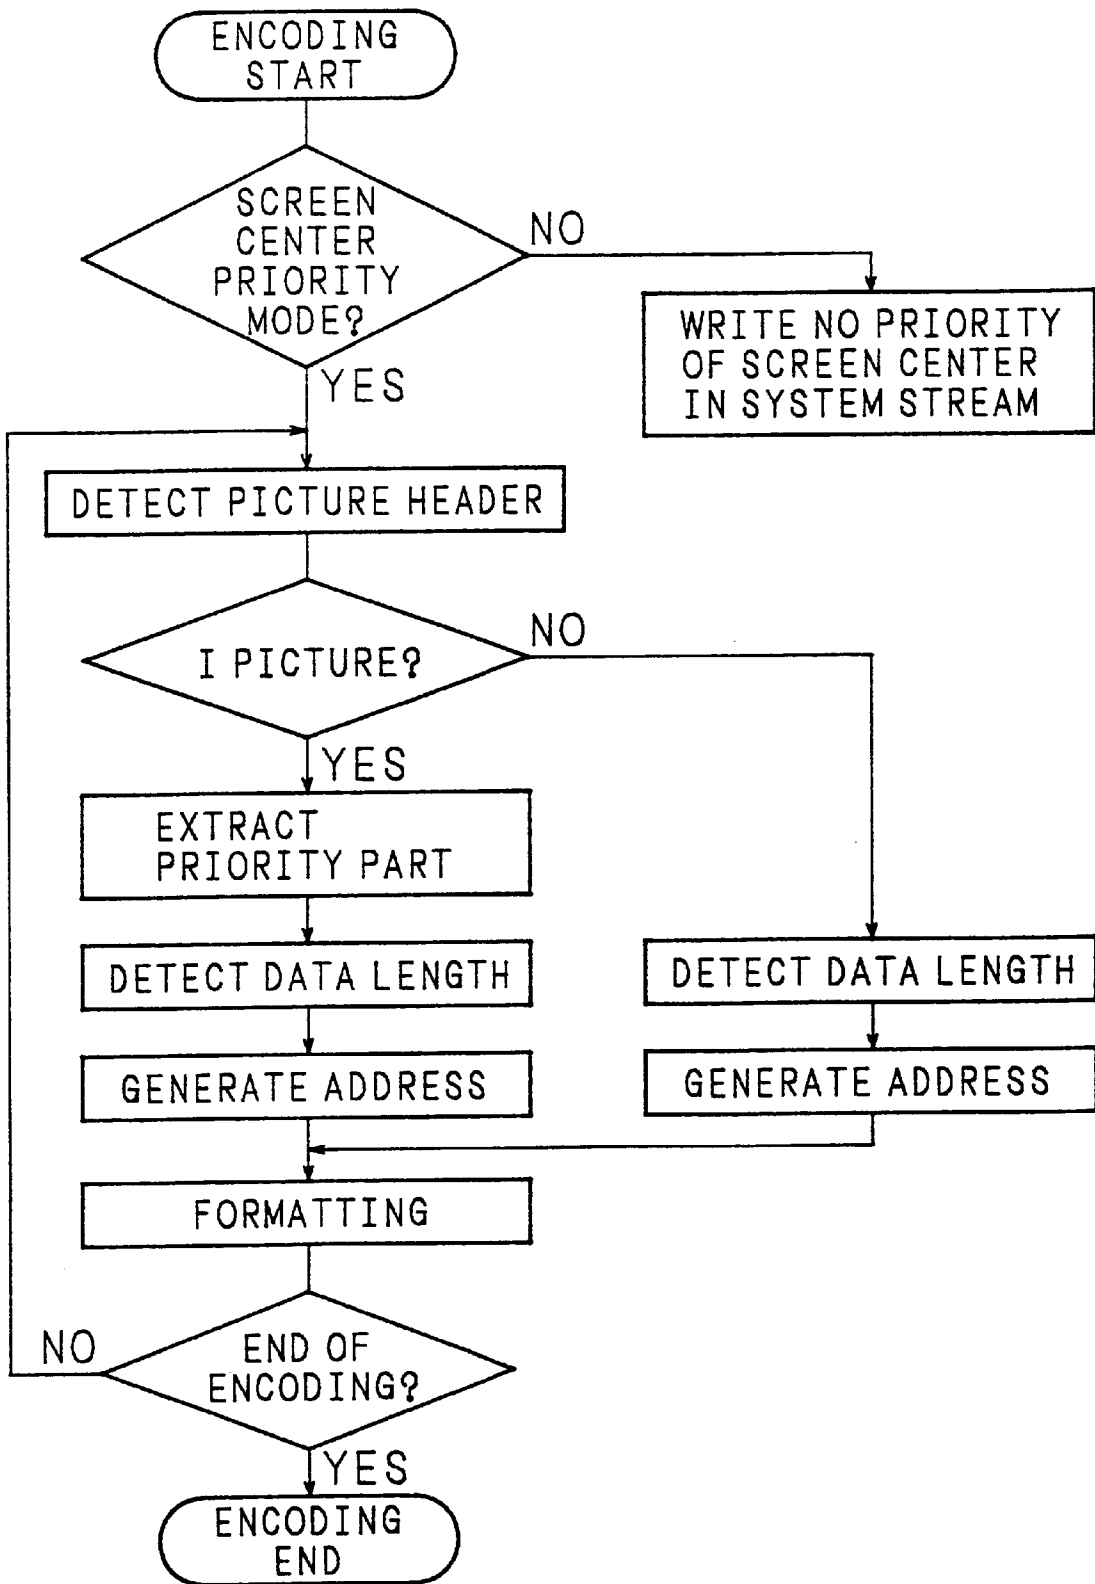 ENCODING
START
SCREEN
CENTER
PRIORITY
MODE?
NO
WRITE NO PRIORITY
OF SCREEN CENTER
IN SYSTEM STREAM
YES
DETECT PICTURE HEADER
I PICTURE?
NO
YES
EXTRACT
PRIORITY PART
DETECT DATA LENGTH
DETECT DATA LENGTH
GENERATE ADDRESS
GENERATE ADDRESS
FORMATTING
END OF
ENCODING?
NO
YES
ENCODING
END